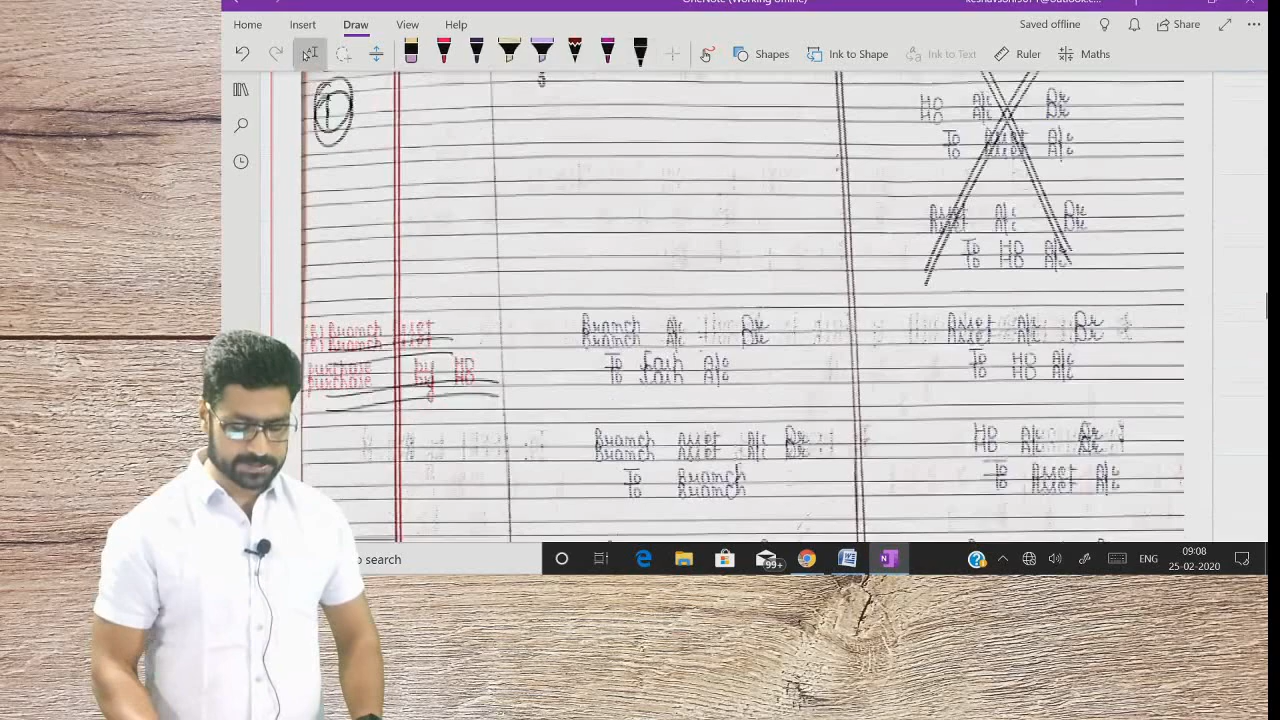 OneNote (Working offline)
Home Insert Draw View Help Saved offline Share
Shapes Ink to Shape Ink to Text Ruler Maths
1
HO A/c Dr
To Asset A/c
Asset A/c Dr
To HO A/c
Branch Asset Branch A/c Dr Asset A/c Dr
purchase by HO To Cash A/c To HO A/c
Branch Asset A/c Dr HO A/c Dr
To Branch To Asset A/c
o search 99+ ENG 09:08
25-02-2020